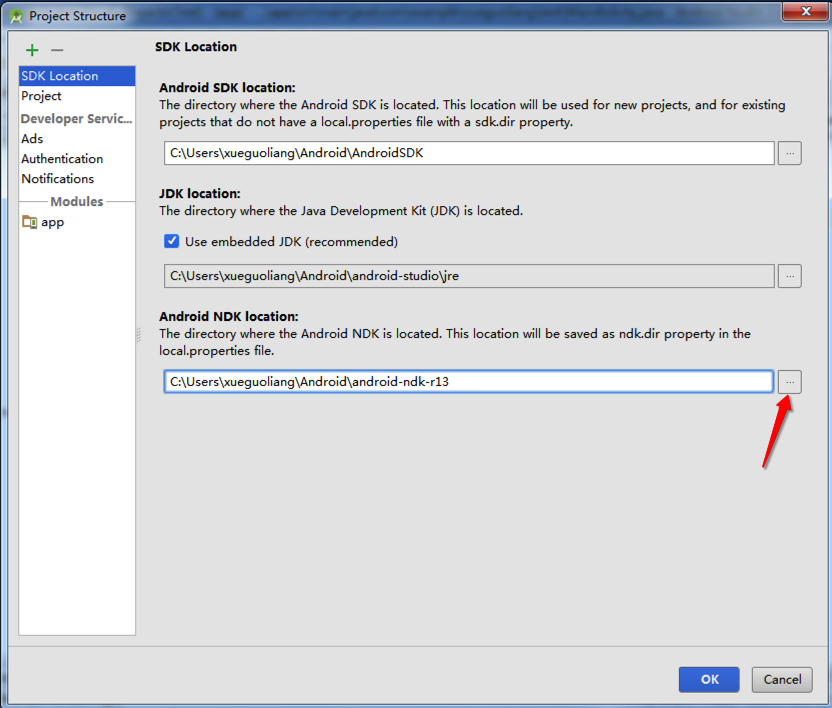 Project Structure
SDK Location
Project
Developer Servic...
Ads
Authentication
Notifications
Modules
app
SDK Location
Android SDK location:
The directory where the Android SDK is located. This location will be used for new projects, and for existing
projects that do not have a local.properties file with a sdk.dir property.
C:\Users\xueguoliang\Android\AndroidSDK
...
JDK location:
The directory where the Java Development Kit (JDK) is located.
Use embedded JDK (recommended)
C:\Users\xueguoliang\Android\android-studio\jre
...
Android NDK location:
The directory where the Android NDK is located. This location will be saved as ndk.dir property in the
local.properties file.
C:\Users\xueguoliang\Android\android-ndk-r13
...
OK
Cancel